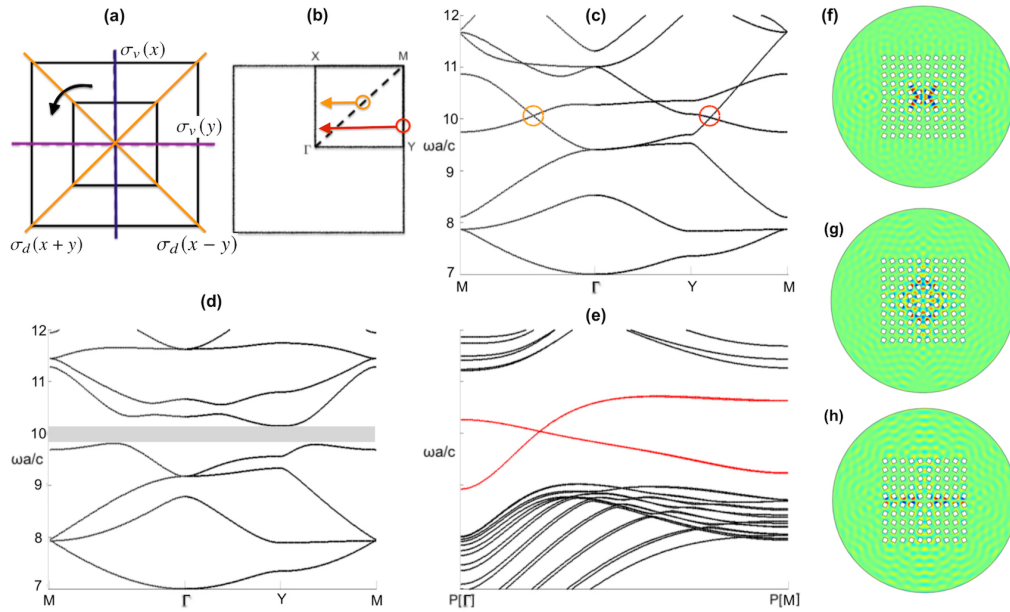 (a)
σv(x)
σv(y)
σd(x + y)
σd(x − y)
(b)
X
M
Γ
Y
(c)
12
11
10
ωa/c
9
8
7
M
Γ
Y
M
(d)
12
11
10
ωa/c
9
8
7
M
Γ
Y
M
(e)
ωa/c
P[Γ]
P[M]
(f)
(g)
(h)